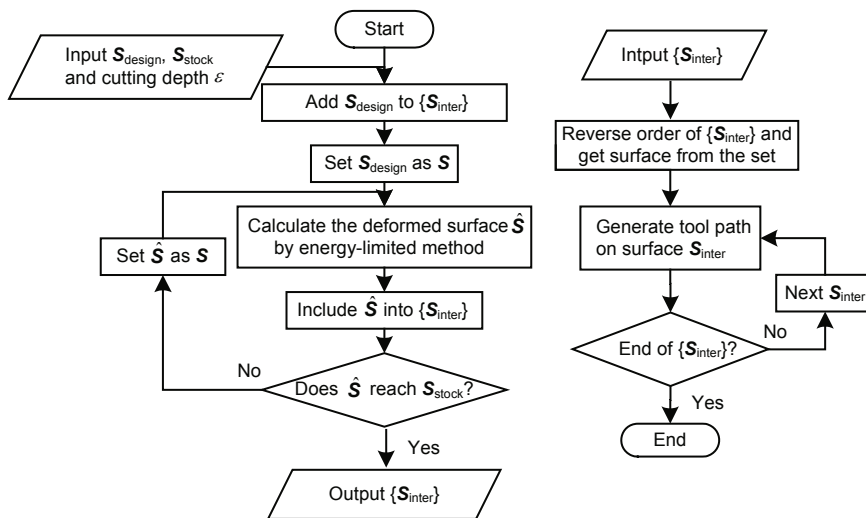 Start
Input S_design, S_stock
and cutting depth ε
Add S_design to {S_inter}
Set S_design as S
Calculate the deformed surface Ŝ
by energy-limited method
Set Ŝ as S
Include Ŝ into {S_inter}
No
Does Ŝ reach S_stock?
Yes
Output {S_inter}
Intput {S_inter}
Reverse order of {S_inter} and
get surface from the set
Generate tool path
on surface S_inter
Next S_inter
No
End of {S_inter}?
Yes
End